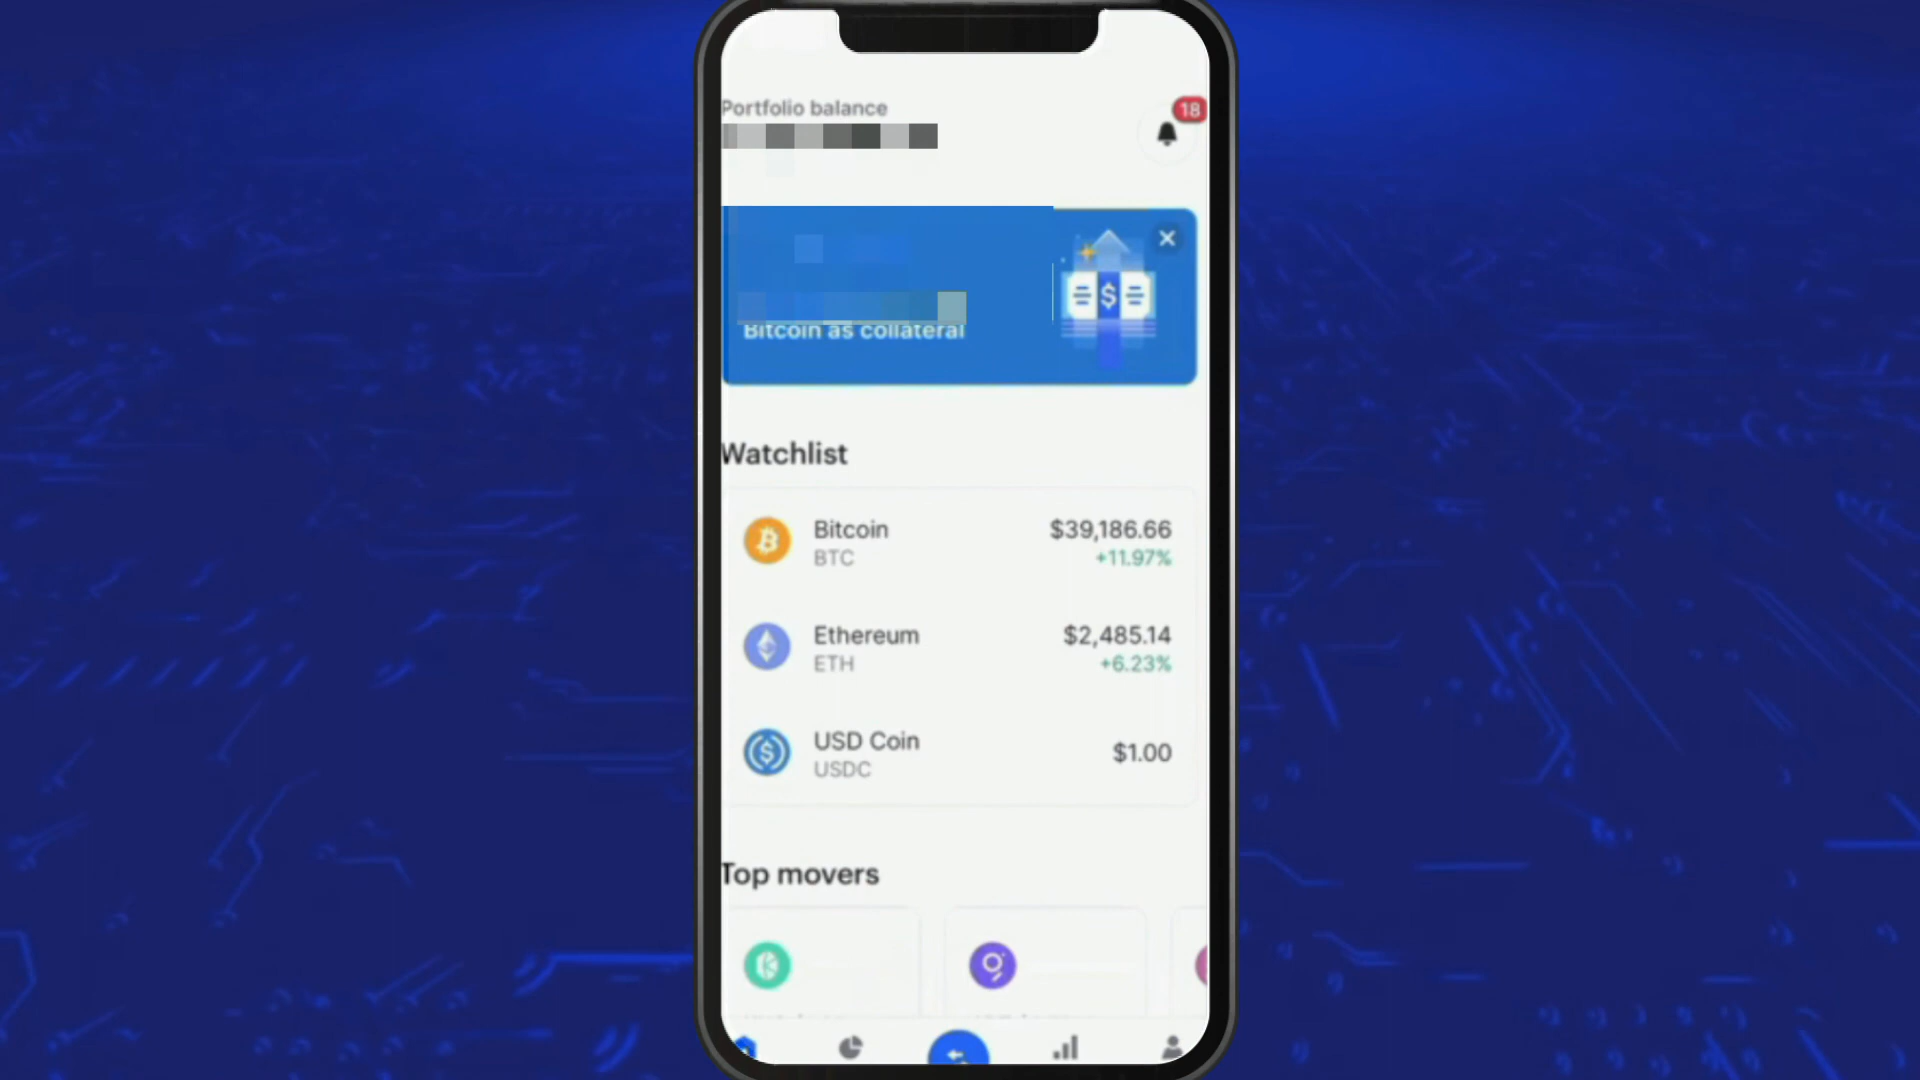 Portfolio balance
18
Bitcoin as collateral
Watchlist
Bitcoin
$39,186.66
BTC
+11.97%
Ethereum
$2,485.14
ETH
+6.23%
USD Coin
$1.00
USDC
Top movers